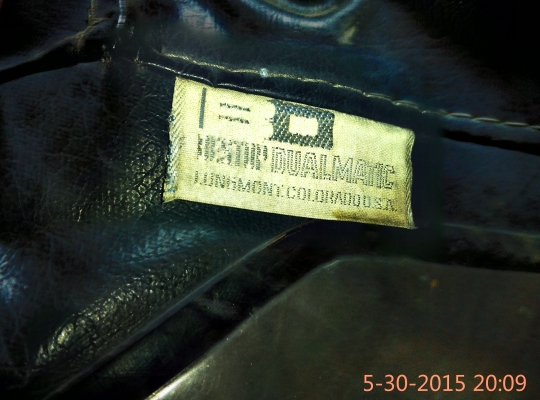 DUALMATIC
LONGMONT, COLORADO U.S.A.
5-30-2015 20:09